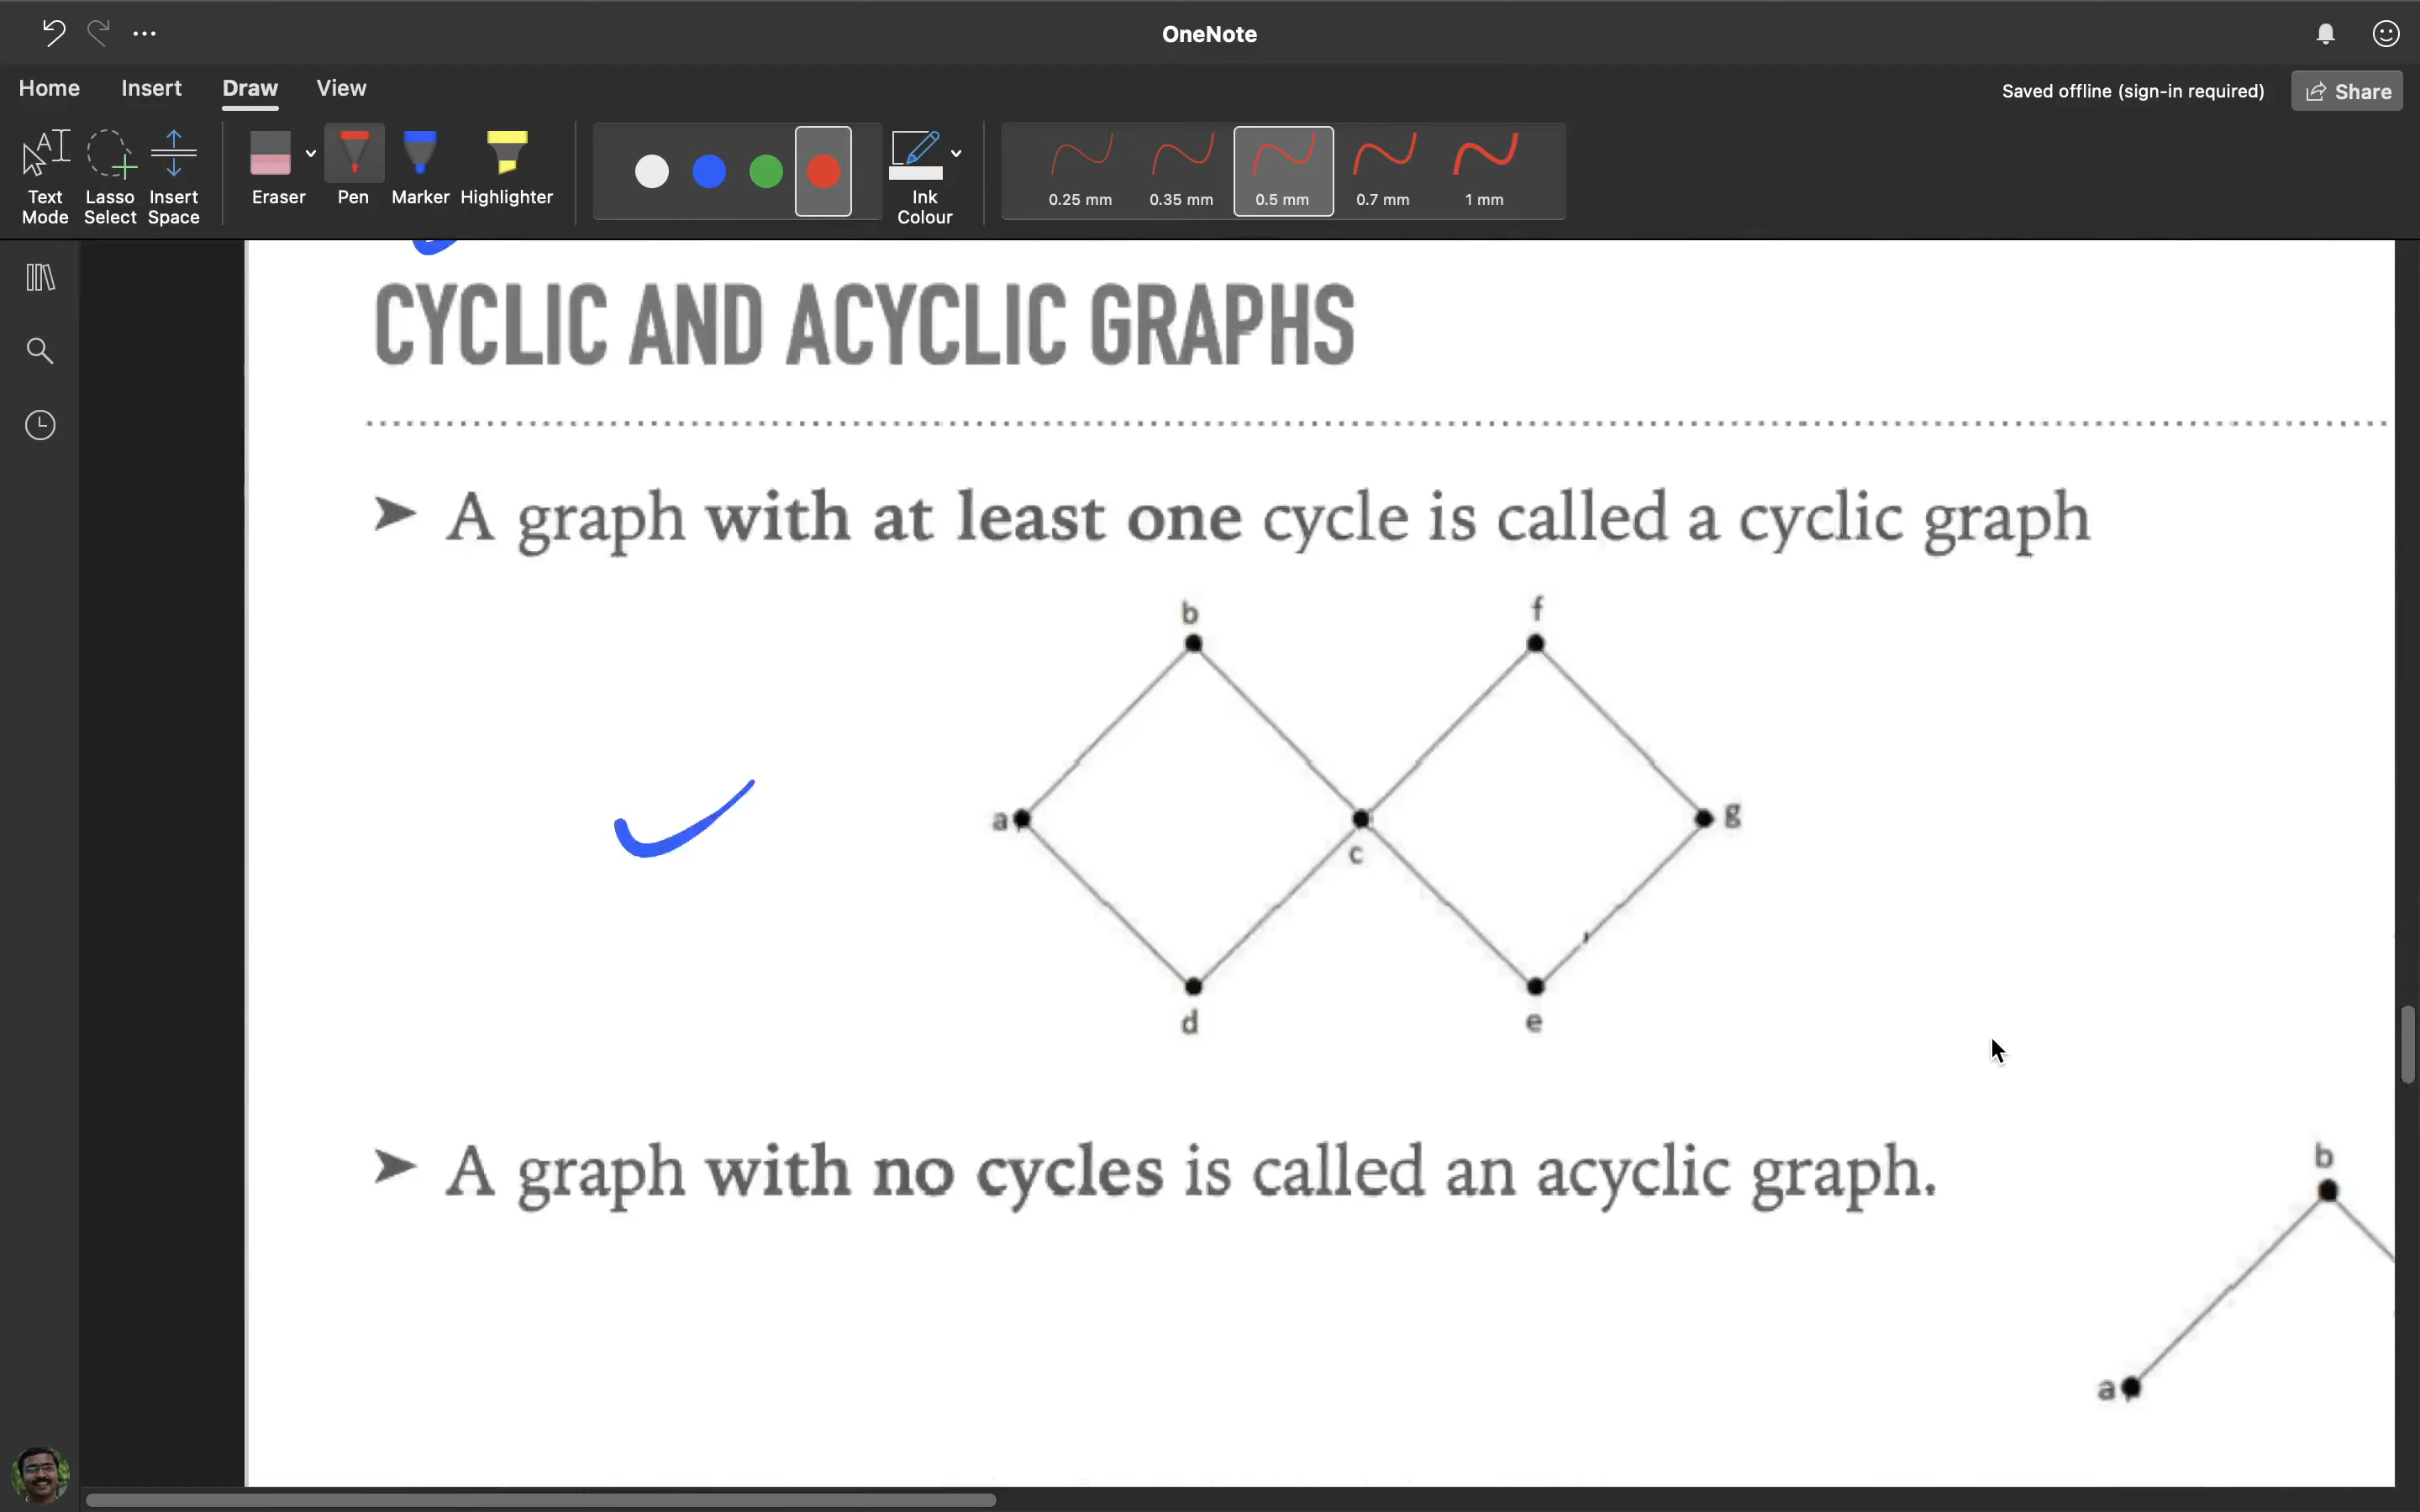 OneNote
Home Insert Draw View
Saved offline (sign-in required) Share
Text Mode
Lasso Select
Insert Space
Eraser
Pen
Marker
Highlighter
Ink Colour
0.25 mm
0.35 mm
0.5 mm
0.7 mm
1 mm
CYCLIC AND ACYCLIC GRAPHS
➤ A graph with at least one cycle is called a cyclic graph
b
f
a
g
c
d
e
➤ A graph with no cycles is called an acyclic graph.
b
a